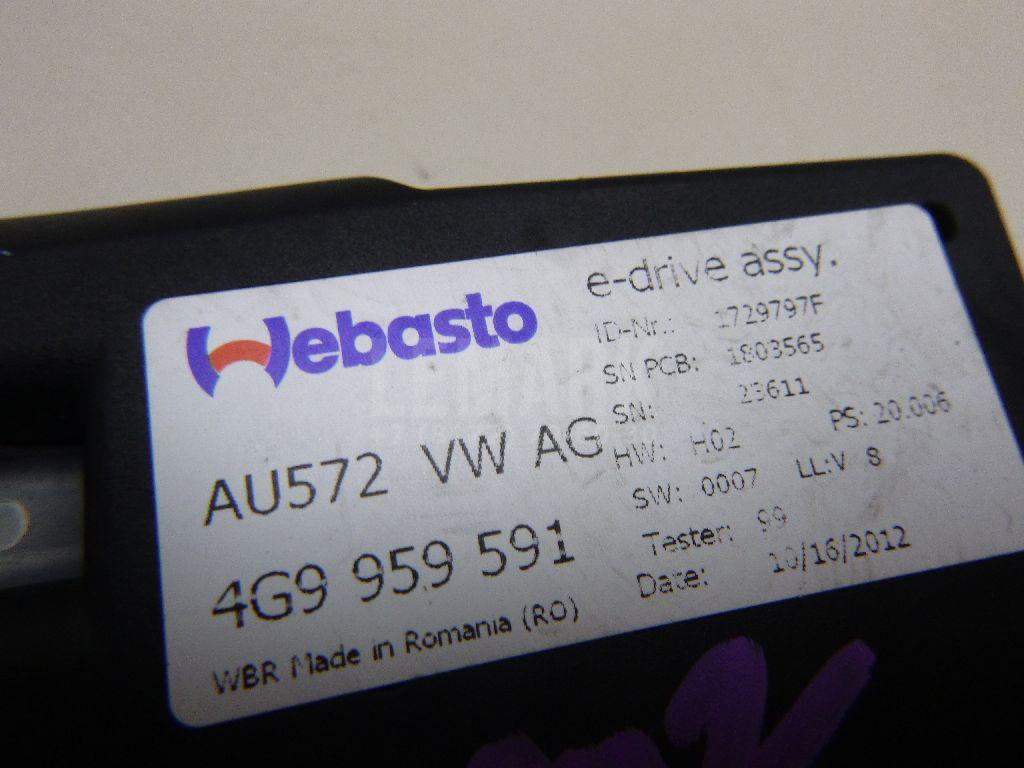 Webasto
AU572 VW AG
4G9 959 591
WBR Made in Romania (RO)
e-drive assy.
ID-Nr.: 1729797F
SN PCB: 1803565
SN: 23611
HW: H02 PS: 20.006
SW: 0007 LL:V 8
Tester: 99
Date: 10/16/2012
LEMARK